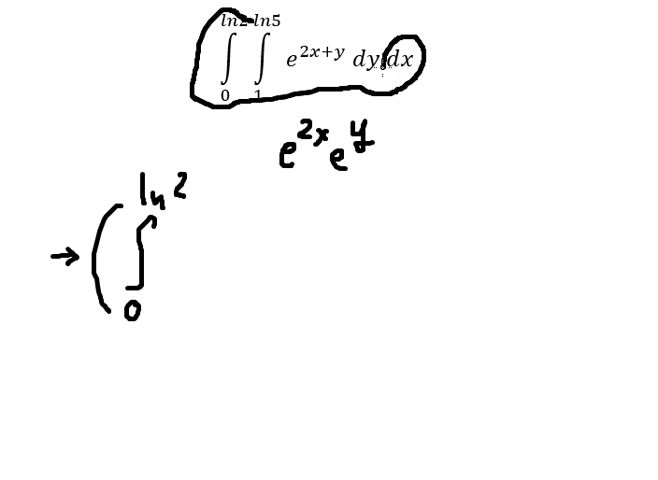 ln2 ln5
∫ ∫ e^{2x+y} dy dx
0 1
e^{2x} e^{y}
ln 2
→ ( ∫
0